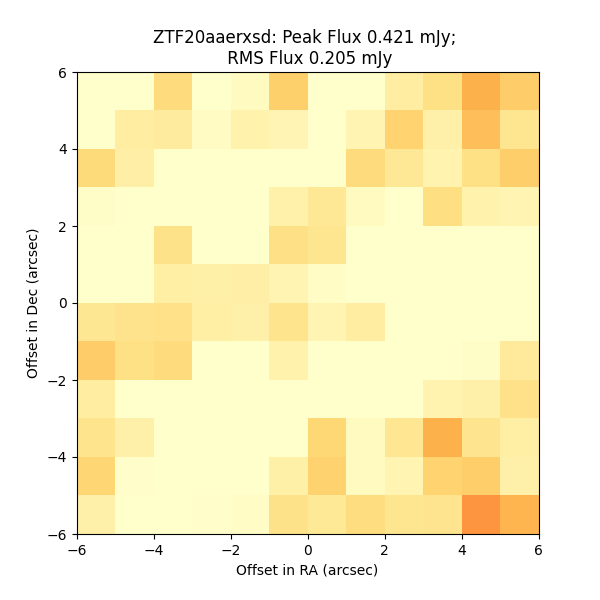 ZTF20aaerxsd: Peak Flux 0.421 mJy;
RMS Flux 0.205 mJy
6
4
2
0
−2
−4
−6
Offset in Dec (arcsec)
−6 −4 −2 0 2 4 6
Offset in RA (arcsec)